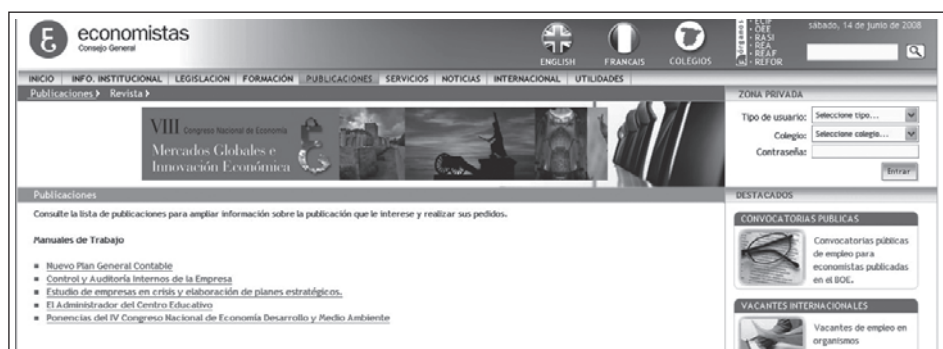 economistas
Consejo General
ENGLISH
FRANCAIS
COLEGIOS
órganos
ECIF
OEE
RASI
REA
REAF
REFOR
sábado, 14 de junio de 2008
INICIO INFO. INSTITUCIONAL LEGISLACION FORMACIÓN PUBLICACIONES SERVICIOS NOTICIAS INTERNACIONAL UTILIDADES
Publicaciones Revista
VIII Congreso Nacional de Economía
Mercados Globales e
Innovación Económica
ZONA PRIVADA
Tipo de usuario: Seleccione tipo...
Colegio: Seleccione colegio...
Contraseña:
Entrar
Publicaciones
Consulte la lista de publicaciones para ampliar información sobre la publicación que le interese y realizar sus pedidos.
Manuales de Trabajo
Nuevo Plan General Contable
Control y Auditoría Internos de la Empresa
Estudio de empresas en crisis y elaboración de planes estratégicos.
El Administrador del Centro Educativo
Ponencias del IV Congreso Nacional de Economía Desarrollo y Medio Ambiente
DESTACADOS
CONVOCATORIAS PUBLICAS
Convocatorias públicas
de empleo para
economistas publicadas
en el BOE.
VACANTES INTERNACIONALES
Vacantes de empleo en
organismos